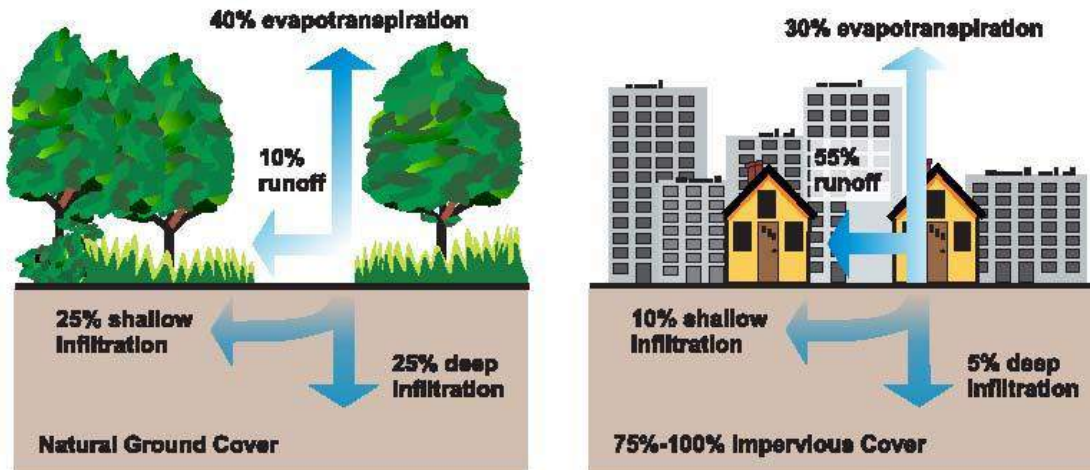 40% evapotranspiration
10%
runoff
25% shallow
infiltration
25% deep
infiltration
Natural Ground Cover
30% evapotranspiration
55%
runoff
10% shallow
infiltration
5% deep
infiltration
75%-100% Impervious Cover